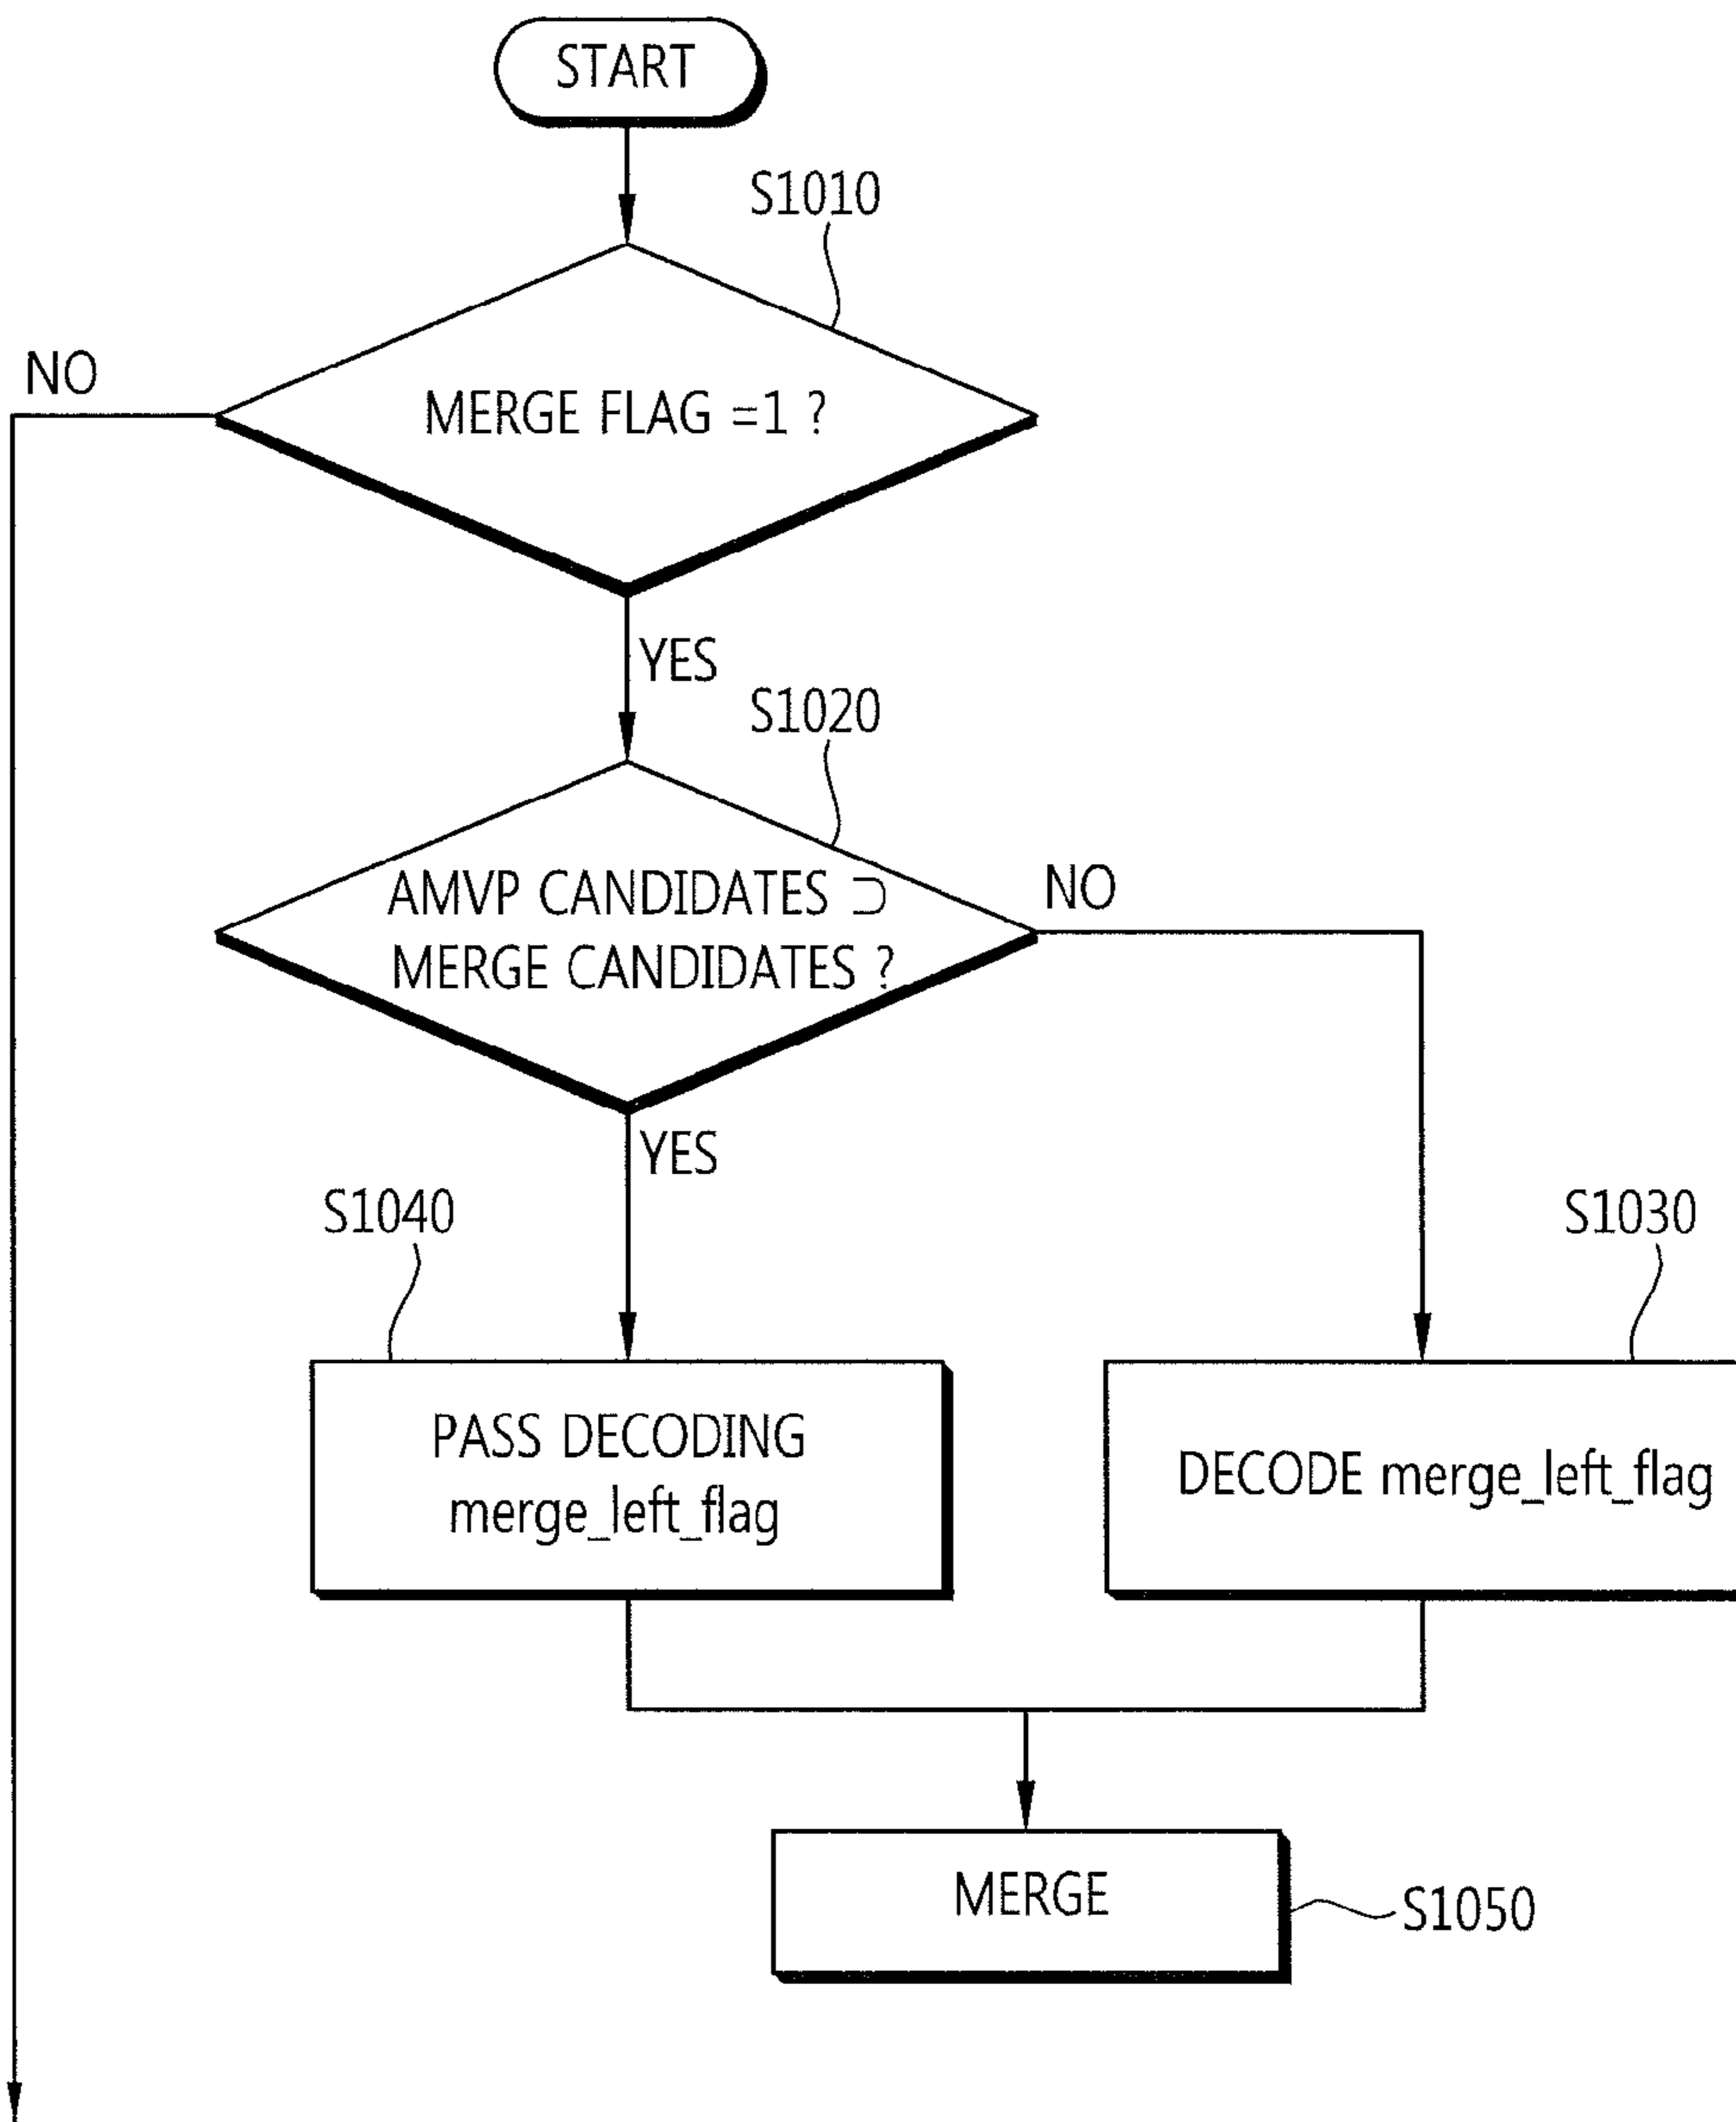 START
S1010
NO
MERGE FLAG =1 ?
YES
S1020
AMVP CANDIDATES ⊃
NO
MERGE CANDIDATES ?
YES
S1040
S1030
PASS DECODING
merge_left_flag
DECODE merge_left_flag
MERGE
S1050